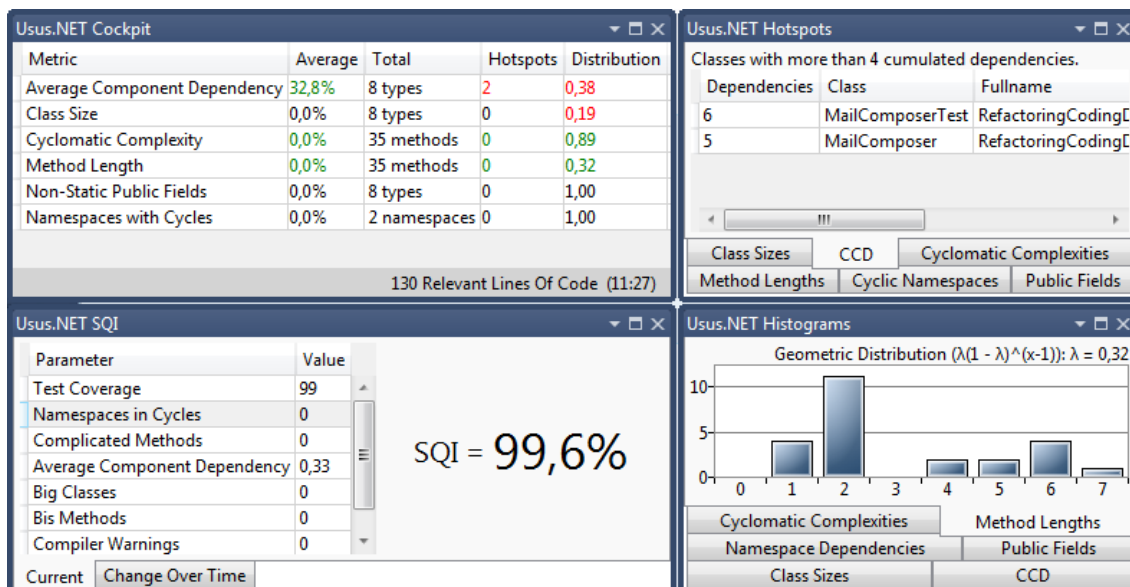 Usus.NET Cockpit
Metric Average Total Hotspots Distribution
Average Component Dependency 32,8% 8 types 2 0,38
Class Size 0,0% 8 types 0 0,19
Cyclomatic Complexity 0,0% 35 methods 0 0,89
Method Length 0,0% 35 methods 0 0,32
Non-Static Public Fields 0,0% 8 types 0 1,00
Namespaces with Cycles 0,0% 2 namespaces 0 1,00
130 Relevant Lines Of Code (11:27)
Usus.NET Hotspots
Classes with more than 4 cumulated dependencies.
Dependencies Class Fullname
6 MailComposerTest RefactoringCodingD
5 MailComposer RefactoringCodingD
Class Sizes CCD Cyclomatic Complexities
Method Lengths Cyclic Namespaces Public Fields
Usus.NET SQI
Parameter Value
Test Coverage 99
Namespaces in Cycles 0
Complicated Methods 0
Average Component Dependency 0,33
Big Classes 0
Bis Methods 0
Compiler Warnings 0
SQI = 99,6%
Current Change Over Time
Usus.NET Histograms
Geometric Distribution (λ(1 - λ)^(x-1)): λ = 0,32
10
5
0
0 1 2 3 4 5 6 7
Cyclomatic Complexities Method Lengths
Namespace Dependencies Public Fields
Class Sizes CCD